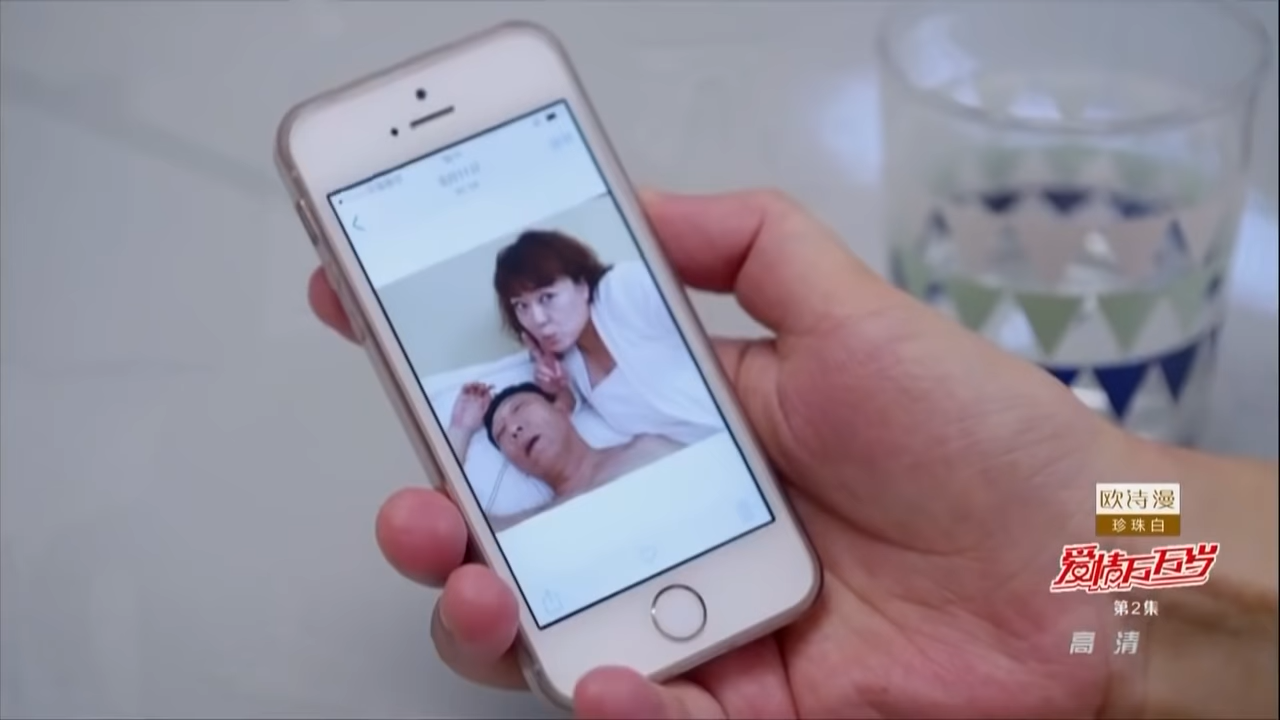 欧诗漫
珍珠白
爱情万万岁
第2集
高清